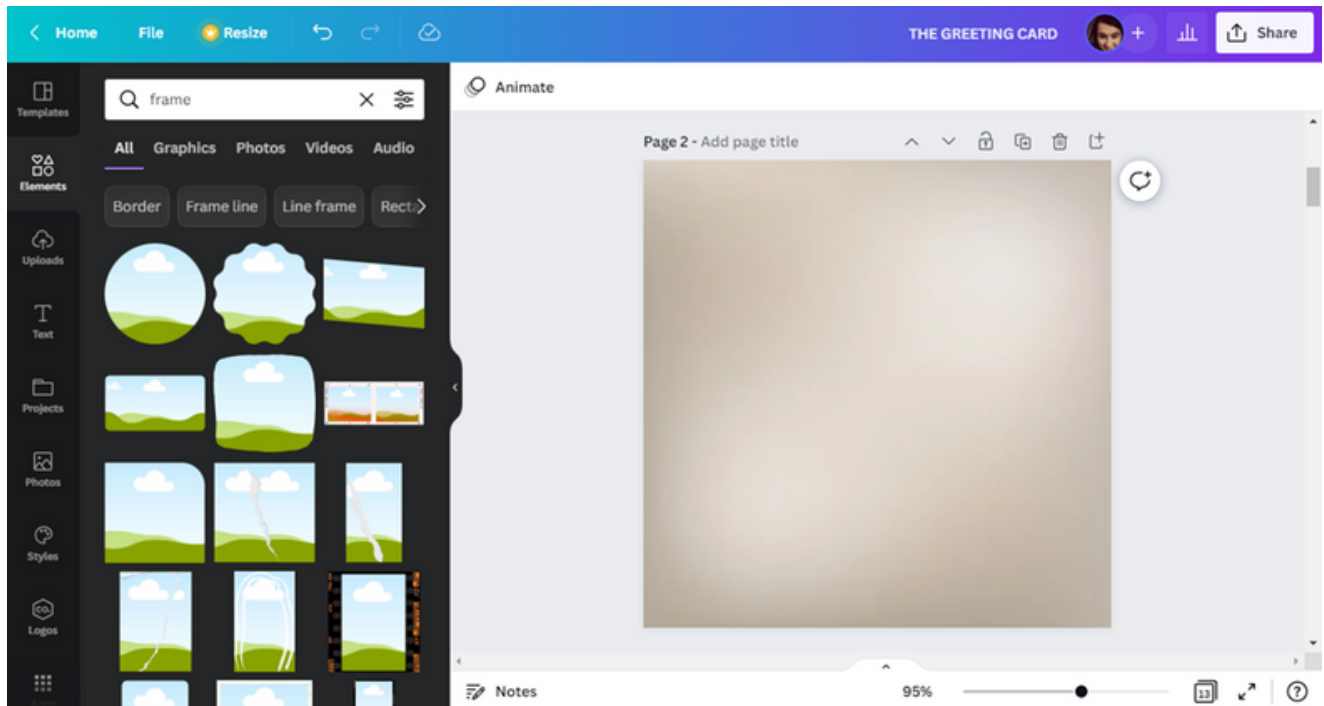 Home File Resize THE GREETING CARD + Share
Templates
Elements
Uploads
Text
Projects
Photos
Styles
CO.
Logos
frame
All Graphics Photos Videos Audio
Border Frame line Line frame
Animate
Page 2 - Add page title
Notes 95% 13 ?